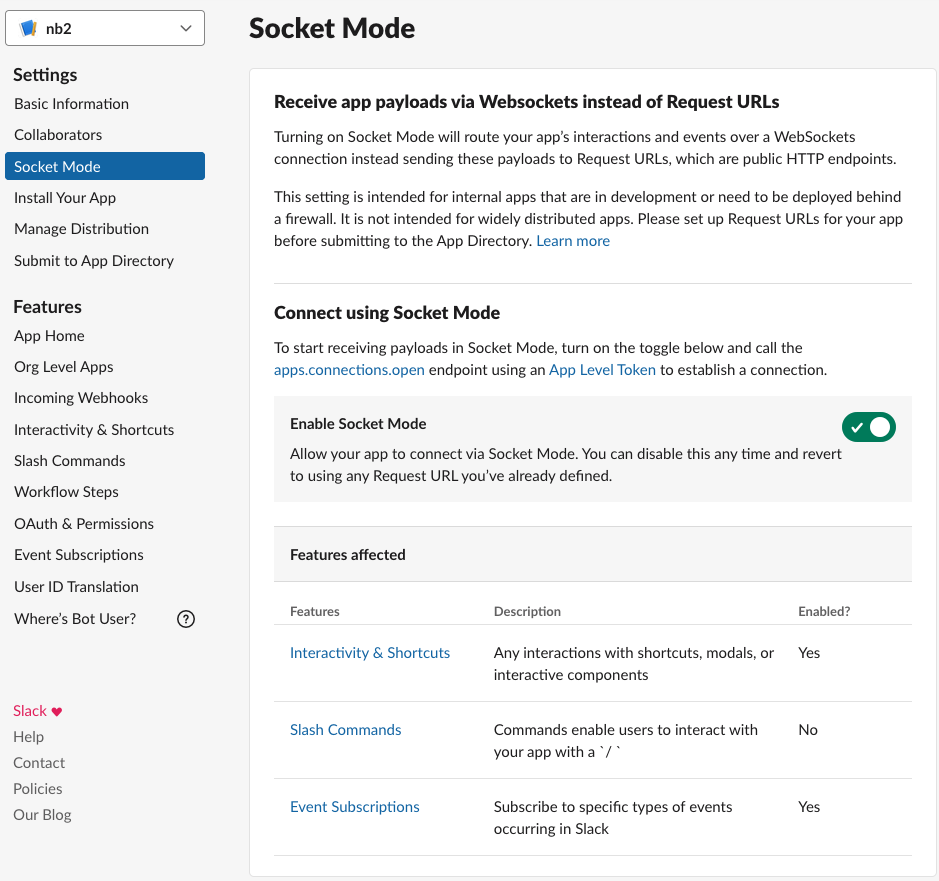 nb2
Settings
Basic Information
Collaborators
Socket Mode
Install Your App
Manage Distribution
Submit to App Directory
Features
App Home
Org Level Apps
Incoming Webhooks
Interactivity & Shortcuts
Slash Commands
Workflow Steps
OAuth & Permissions
Event Subscriptions
User ID Translation
Where's Bot User? ?
Slack ♥
Help
Contact
Policies
Our Blog
Socket Mode
Receive app payloads via Websockets instead of Request URLs
Turning on Socket Mode will route your app's interactions and events over a WebSockets
connection instead sending these payloads to Request URLs, which are public HTTP endpoints.
This setting is intended for internal apps that are in development or need to be deployed behind
a firewall. It is not intended for widely distributed apps. Please set up Request URLs for your app
before submitting to the App Directory. Learn more
Connect using Socket Mode
To start receiving payloads in Socket Mode, turn on the toggle below and call the
apps.connections.open endpoint using an App Level Token to establish a connection.
Enable Socket Mode
Allow your app to connect via Socket Mode. You can disable this any time and revert
to using any Request URL you've already defined.
Features affected
Features Description Enabled?
Interactivity & Shortcuts Any interactions with shortcuts, modals, or Yes
interactive components
Slash Commands Commands enable users to interact with No
your app with a `/ `
Event Subscriptions Subscribe to specific types of events Yes
occurring in Slack